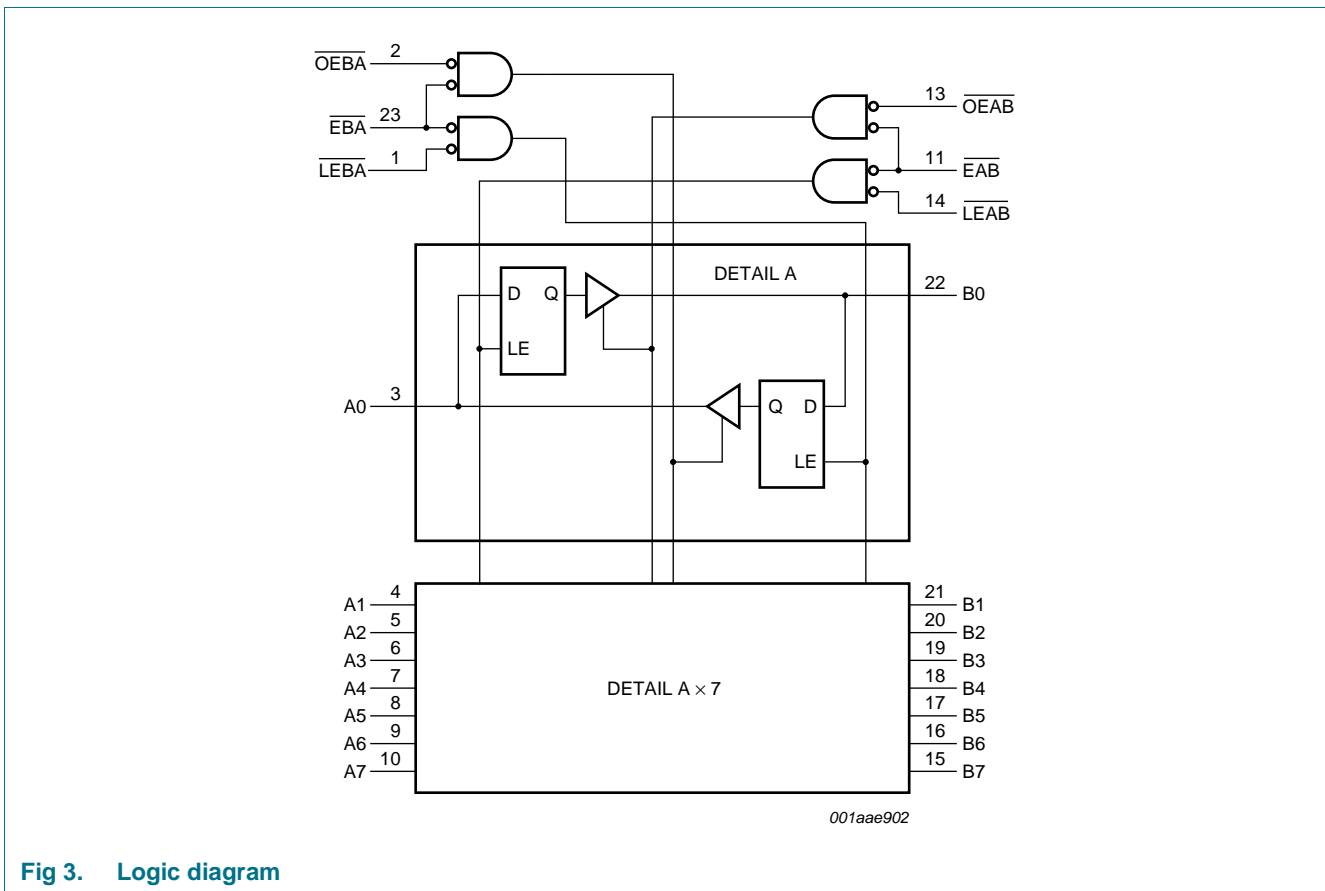 OEBA 2
EBA 23
LEBA 1
13 OEAB
11 EAB
14 LEAB
DETAIL A
D Q
LE
22 B0
A0 3
Q D
LE
A1 4
A2 5
A3 6
A4 7
A5 8
A6 9
A7 10
DETAIL A × 7
21 B1
20 B2
19 B3
18 B4
17 B5
16 B6
15 B7
001aae902
Fig 3. Logic diagram